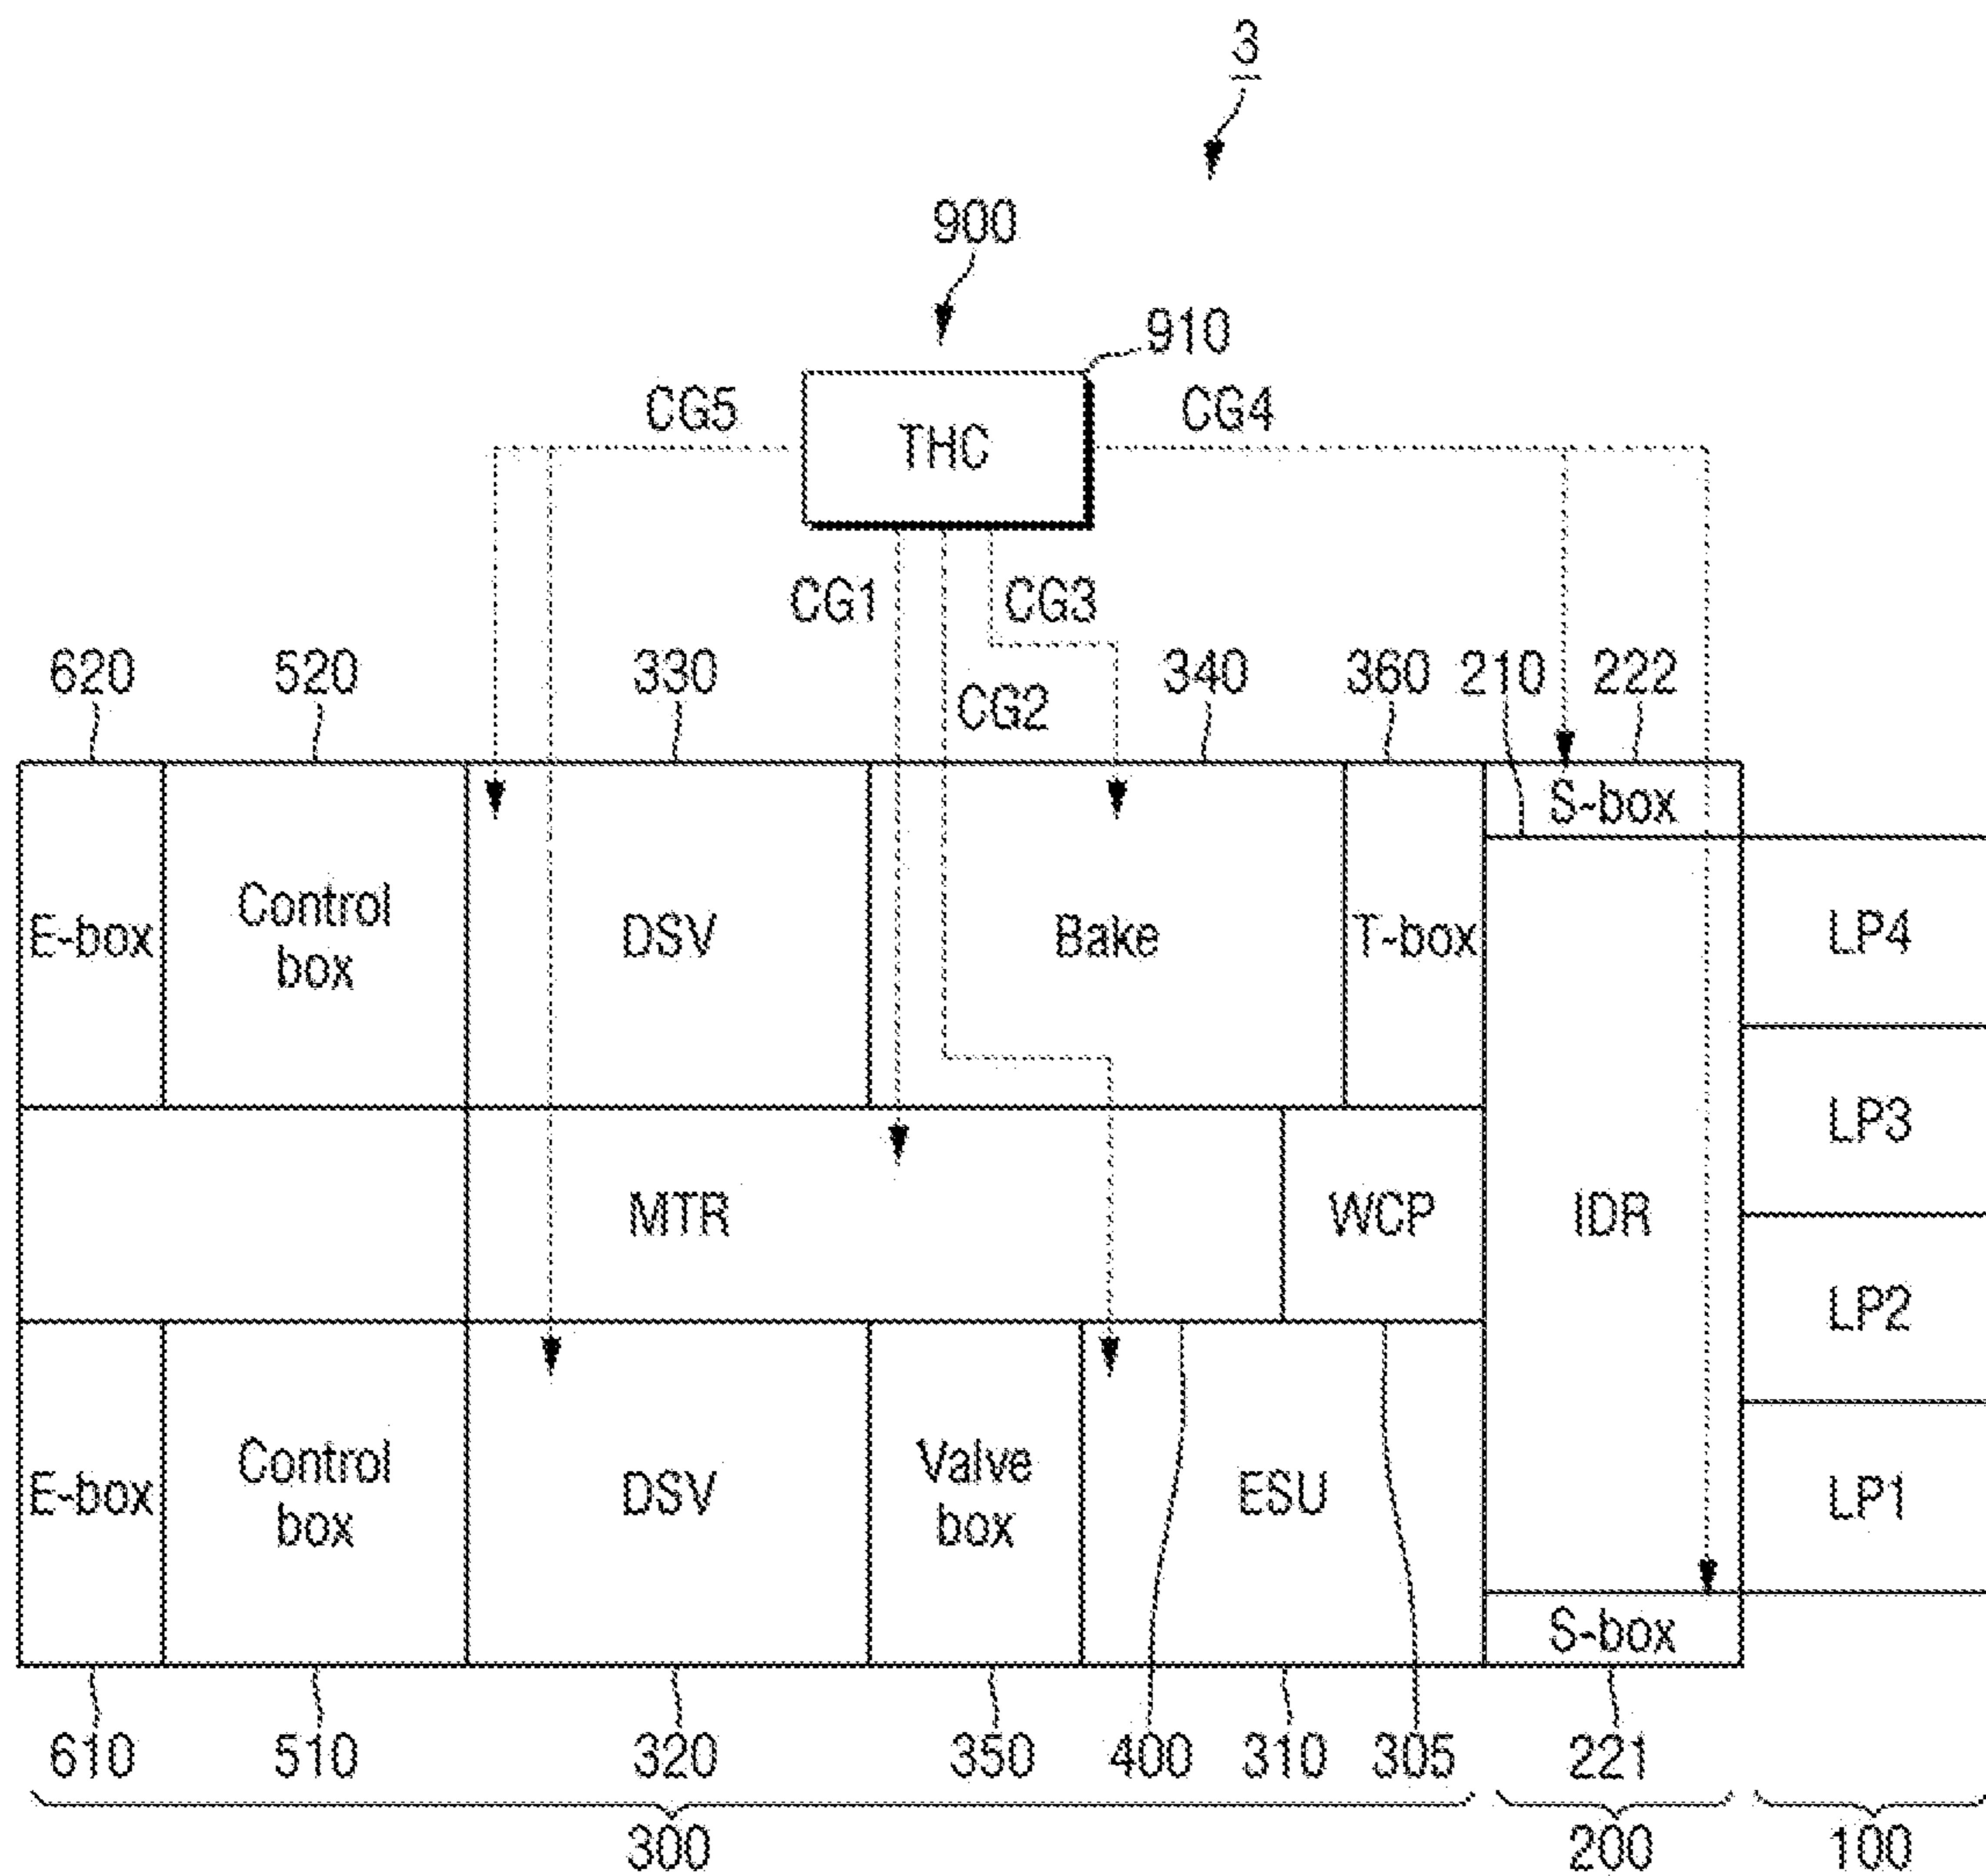 3
900
910
CG5
THC
CG4
CG1
CG3
CG2
620
520
330
340
360
210
222
S-box
E-box
Control
box
DSV
Bake
T-box
LP4
LP3
MTR
WCP
IDR
LP2
E-box
Control
box
DSV
Valve
box
ESU
LP1
S-box
610
510
320
350
400
310
305
221
300
200
100